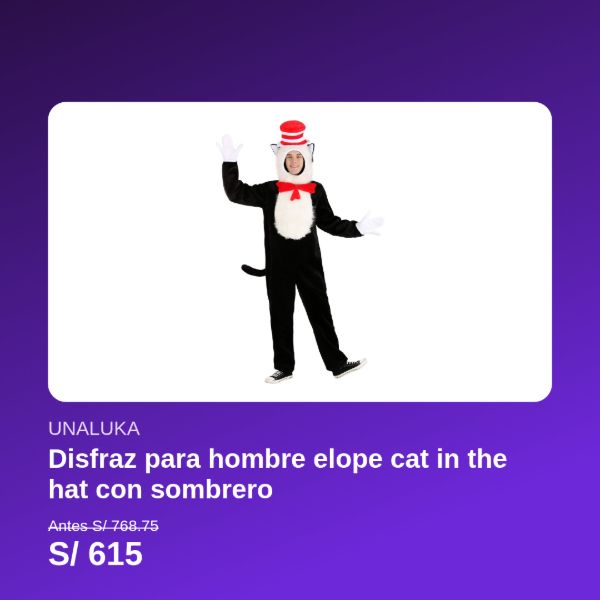 UNALUKA
Disfraz para hombre elope cat in the
hat con sombrero
Antes S/ 768.75
S/ 615